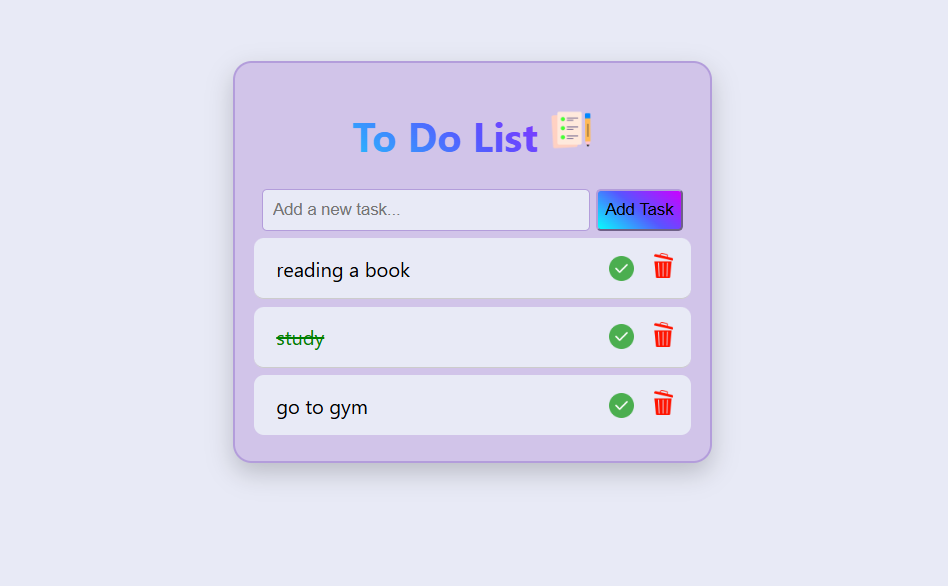 To Do List
Add a new task...
Add Task
reading a book
study
go to gym